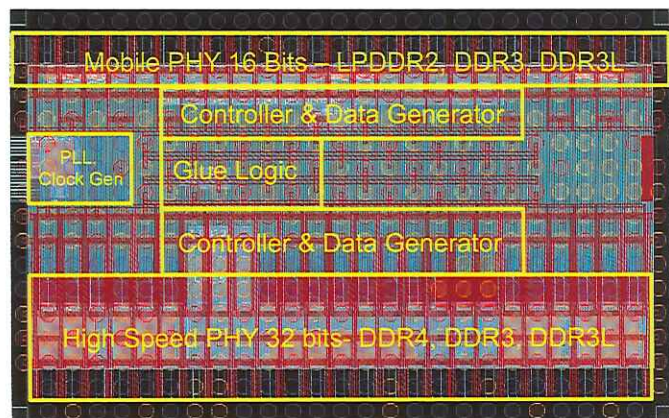 Mobile PHY 16 Bits – LPDDR2, DDR3, DDR3L
Controller & Data Generator
PLL.
Clock Gen
Glue Logic
Controller & Data Generator
High Speed PHY 32 bits- DDR4, DDR3, DDR3L